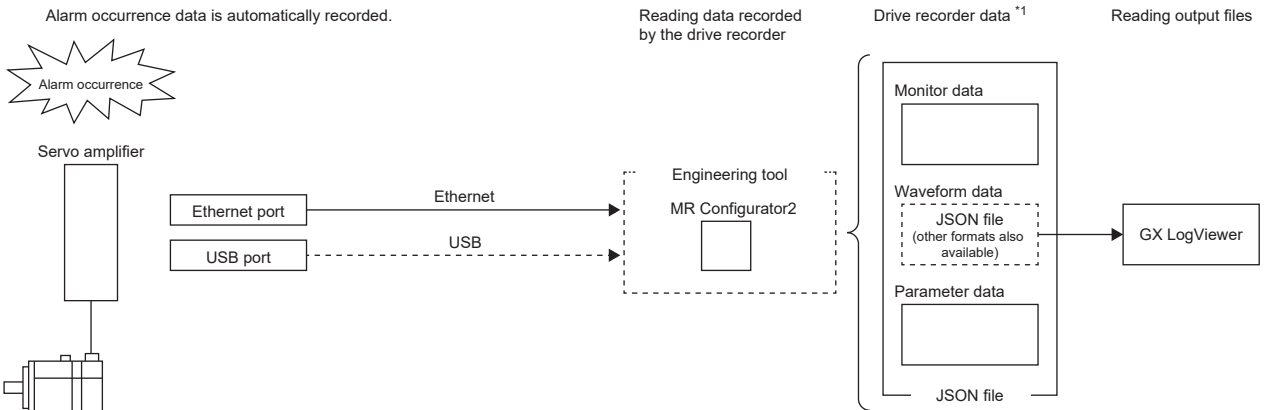 Alarm occurrence data is automatically recorded.
Reading data recorded
by the drive recorder
Drive recorder data *1
Reading output files
Alarm occurrence
Servo amplifier
Ethernet port
USB port
Ethernet
USB
Engineering tool
MR Configurator2
Monitor data
Waveform data
JSON file
(other formats also
available)
Parameter data
JSON file
GX LogViewer